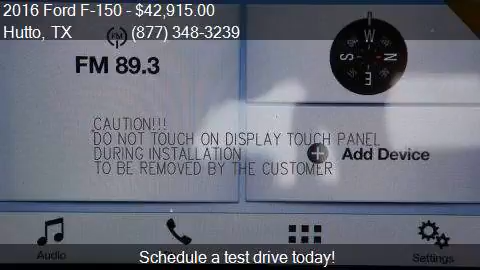 2016 Ford F-150 - $42,915.00
Hutto, TX (877) 348-3239
FM
FM 89.3
W
S N
E
CAUTION!!!
DO NOT TOUCH ON DISPLAY TOUCH PANEL
DURING INSTALLATION
TO BE REMOVED BY THE CUSTOMER
Add Device
Audio
Settings
Schedule a test drive today!